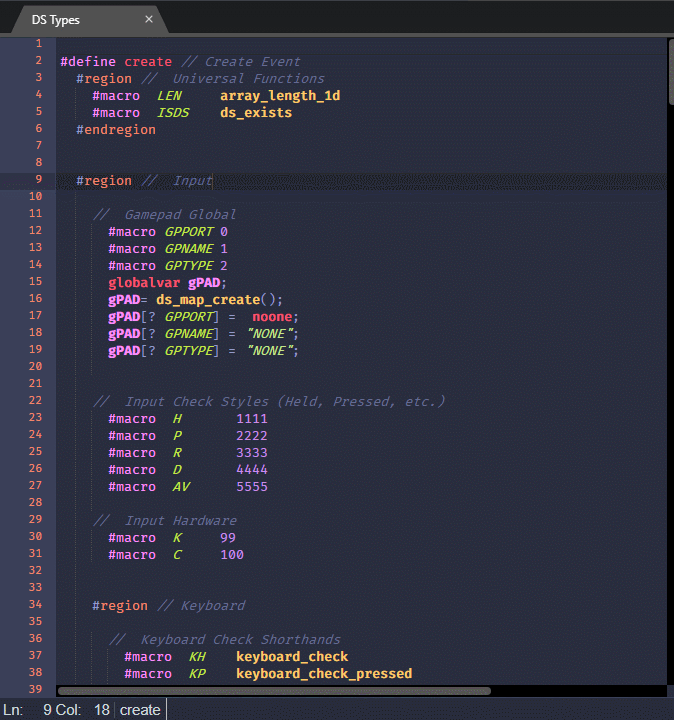 DS Types ×
1
2 #define create // Create Event
3 #region // Universal Functions
4 #macro LEN array_length_1d
5 #macro ISDS ds_exists
6 #endregion
7
8
9 #region // Input
10
11 // Gamepad Global
12 #macro GPPORT 0
13 #macro GPNAME 1
14 #macro GPTYPE 2
15 globalvar gPAD;
16 gPAD= ds_map_create();
17 gPAD[? GPPORT] = noone;
18 gPAD[? GPNAME] = "NONE";
19 gPAD[? GPTYPE] = "NONE";
20
21
22 // Input Check Styles (Held, Pressed, etc.)
23 #macro H 1111
24 #macro P 2222
25 #macro R 3333
26 #macro D 4444
27 #macro AV 5555
28
29 // Input Hardware
30 #macro K 99
31 #macro C 100
32
33
34 #region // Keyboard
35
36 // Keyboard Check Shorthands
37 #macro KH keyboard_check
38 #macro KP keyboard_check_pressed
39
Ln: 9 Col: 18 create